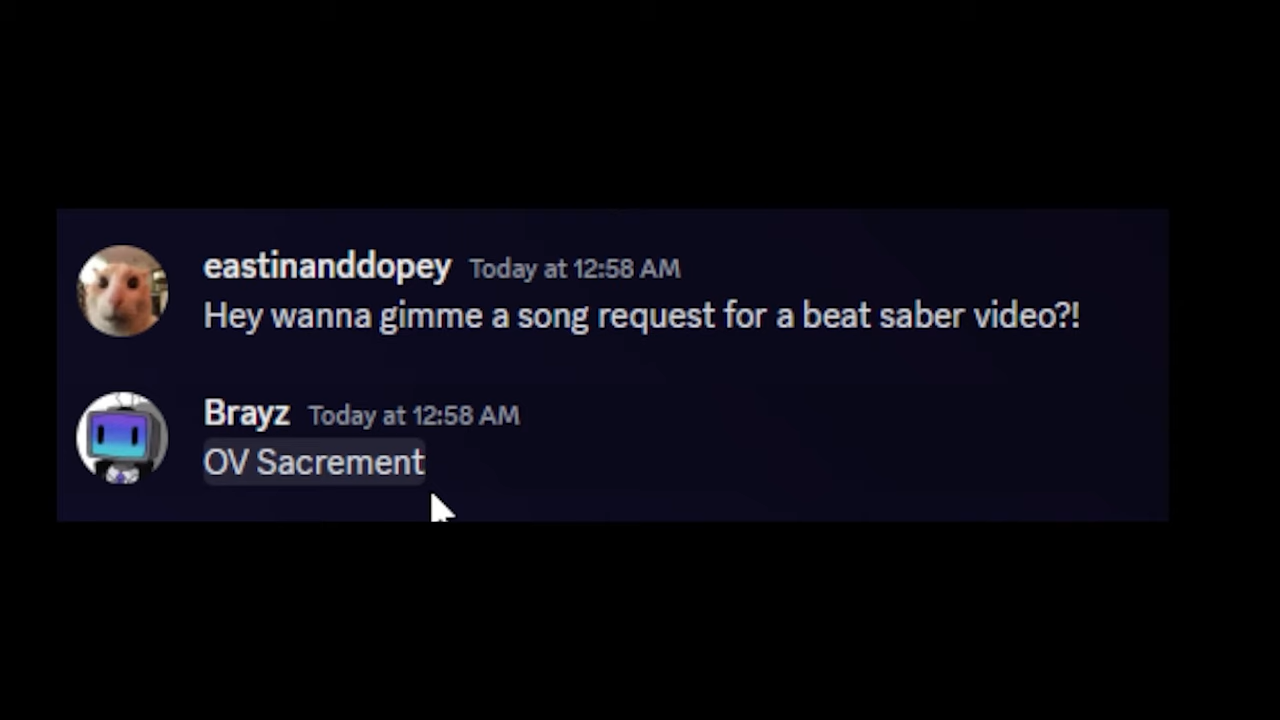 eastinanddopey Today at 12:58 AM
Hey wanna gimme a song request for a beat saber video?!
Brayz Today at 12:58 AM
OV Sacrement